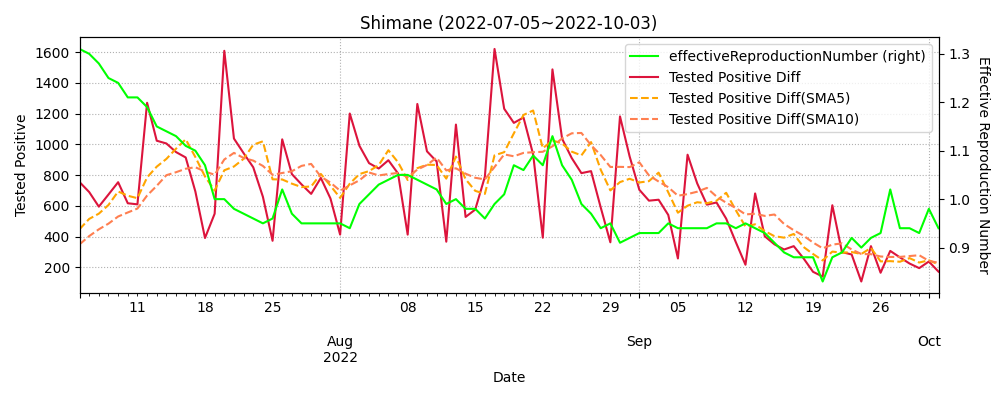 Shimane (2022-07-05~2022-10-03)
effectiveReproductionNumber (right)
Tested Positive Diff
Tested Positive Diff(SMA5)
Tested Positive Diff(SMA10)
Tested Positive
1600
1400
1200
1000
800
600
400
200
1.3
1.2
1.1
1.0
0.9
Effective Reproduction Number
11 18 25 08 15 22 29 05 12 19 26
Aug Sep Oct
2022
Date